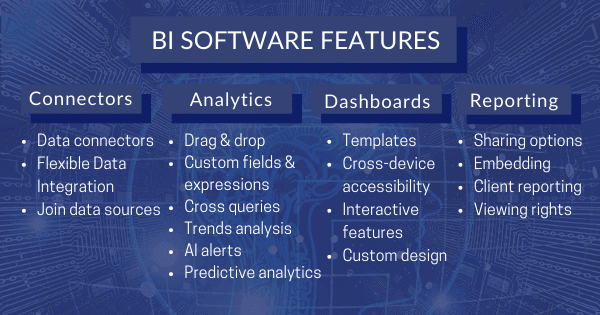 BI SOFTWARE FEATURES
Connectors
• Data connectors
• Flexible Data
Integration
• Join data sources
Analytics
• Drag & drop
• Custom fields &
expressions
• Cross queries
• Trends analysis
• AI alerts
• Predictive analytics
Dashboards
• Templates
• Cross-device
accessibility
• Interactive
features
• Custom design
Reporting
• Sharing options
• Embedding
• Client reporting
• Viewing rights